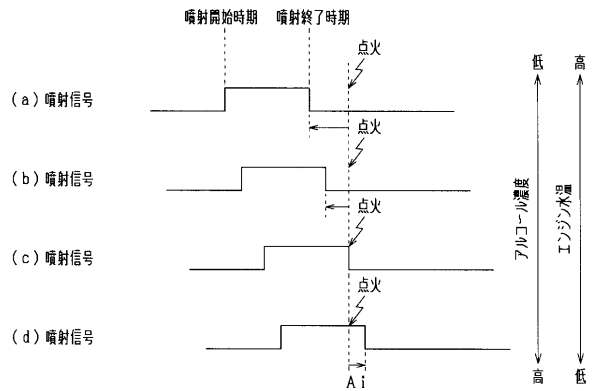 噴射開始時期 噴射終了時期
点火
低 高
(a)噴射信号
点火
(b)噴射信号
点火
アルコール濃度 エンジン水温
(c)噴射信号
点火
(d)噴射信号
高 低
Ai